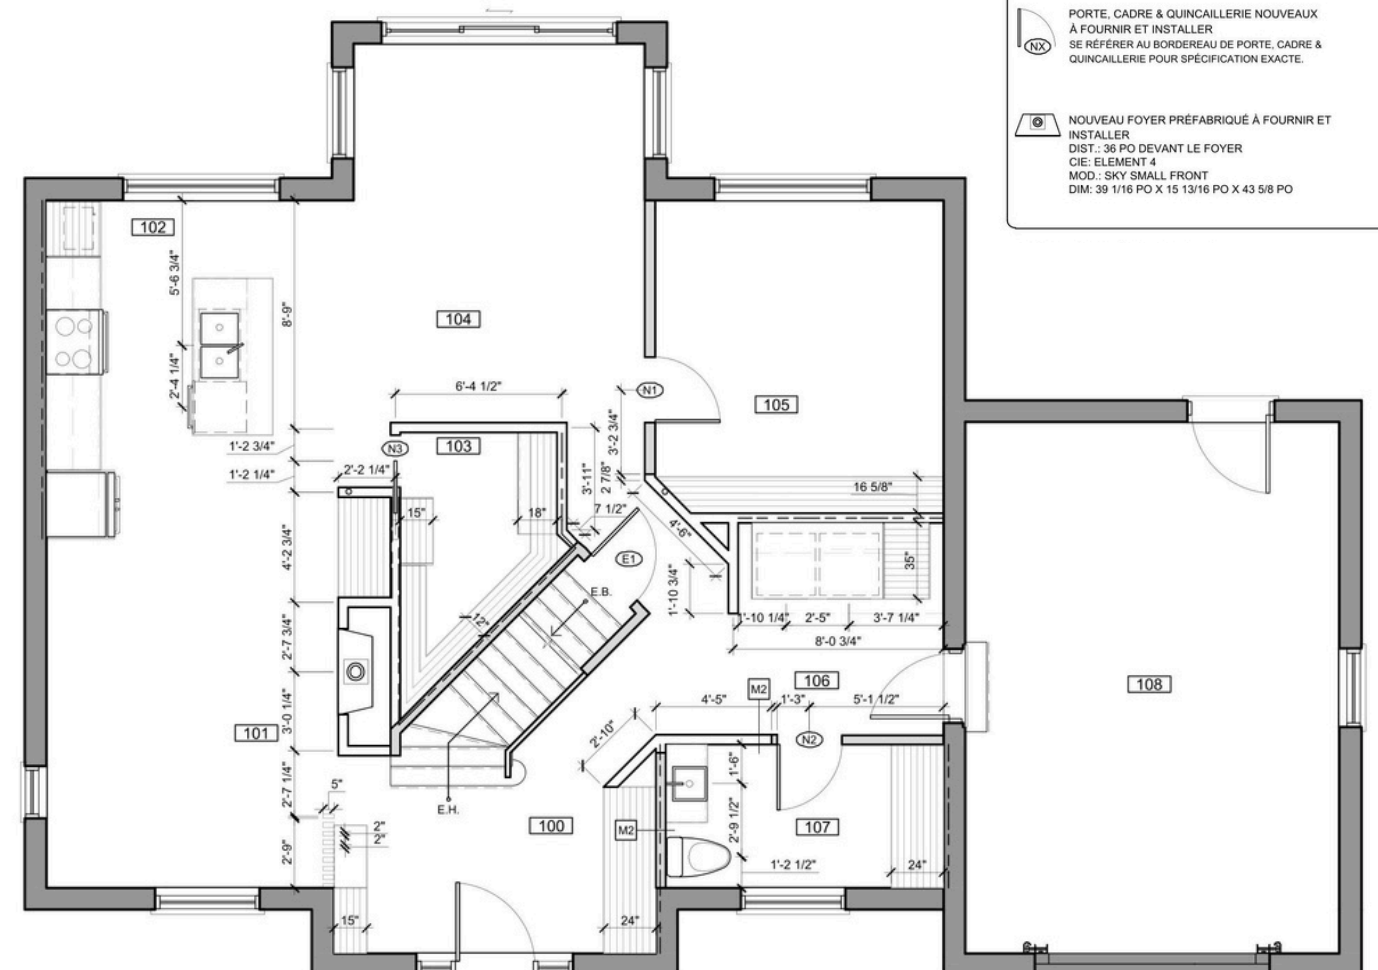 PORTE, CADRE & QUINCAILLERIE NOUVEAUX
À FOURNIR ET INSTALLER
NX
SE RÉFÉRER AU BORDEREAU DE PORTE, CADRE &
QUINCAILLERIE POUR SPÉCIFICATION EXACTE.
NOUVEAU FOYER PRÉFABRIQUÉ À FOURNIR ET
INSTALLER
DIST.: 36 PO DEVANT LE FOYER
CIE: ELEMENT 4
MOD.: SKY SMALL FRONT
DIM: 39 1/16 PO X 15 13/16 PO X 43 5/8 PO
102
5'-6 3/4"
8'-9"
104
2'-4 1/4"
6'-4 1/2"
N1
105
3'-2 3/4"
1'-2 3/4"
N3
103
1'-2 1/4"
2'-2 1/4"
3'-11"
2 7/8"
16 5/8"
15"
18"
7 1/2"
4'-6"
4'-2 3/4"
E1
35"
E.B.
1'-10 3/4"
12"
1'-10 1/4"
2'-5"
3'-7 1/4"
2'-7 3/4"
8'-0 3/4"
106
108
M2
4'-5"
1'-3"
5'-1 1/2"
3'-0 1/4"
101
2'-10"
N2
1'-6"
2'-7 1/4"
5"
E.H.
100
2"
2"
M2
2'-9 1/2"
107
2'-9"
1'-2 1/2"
24"
15"
24"